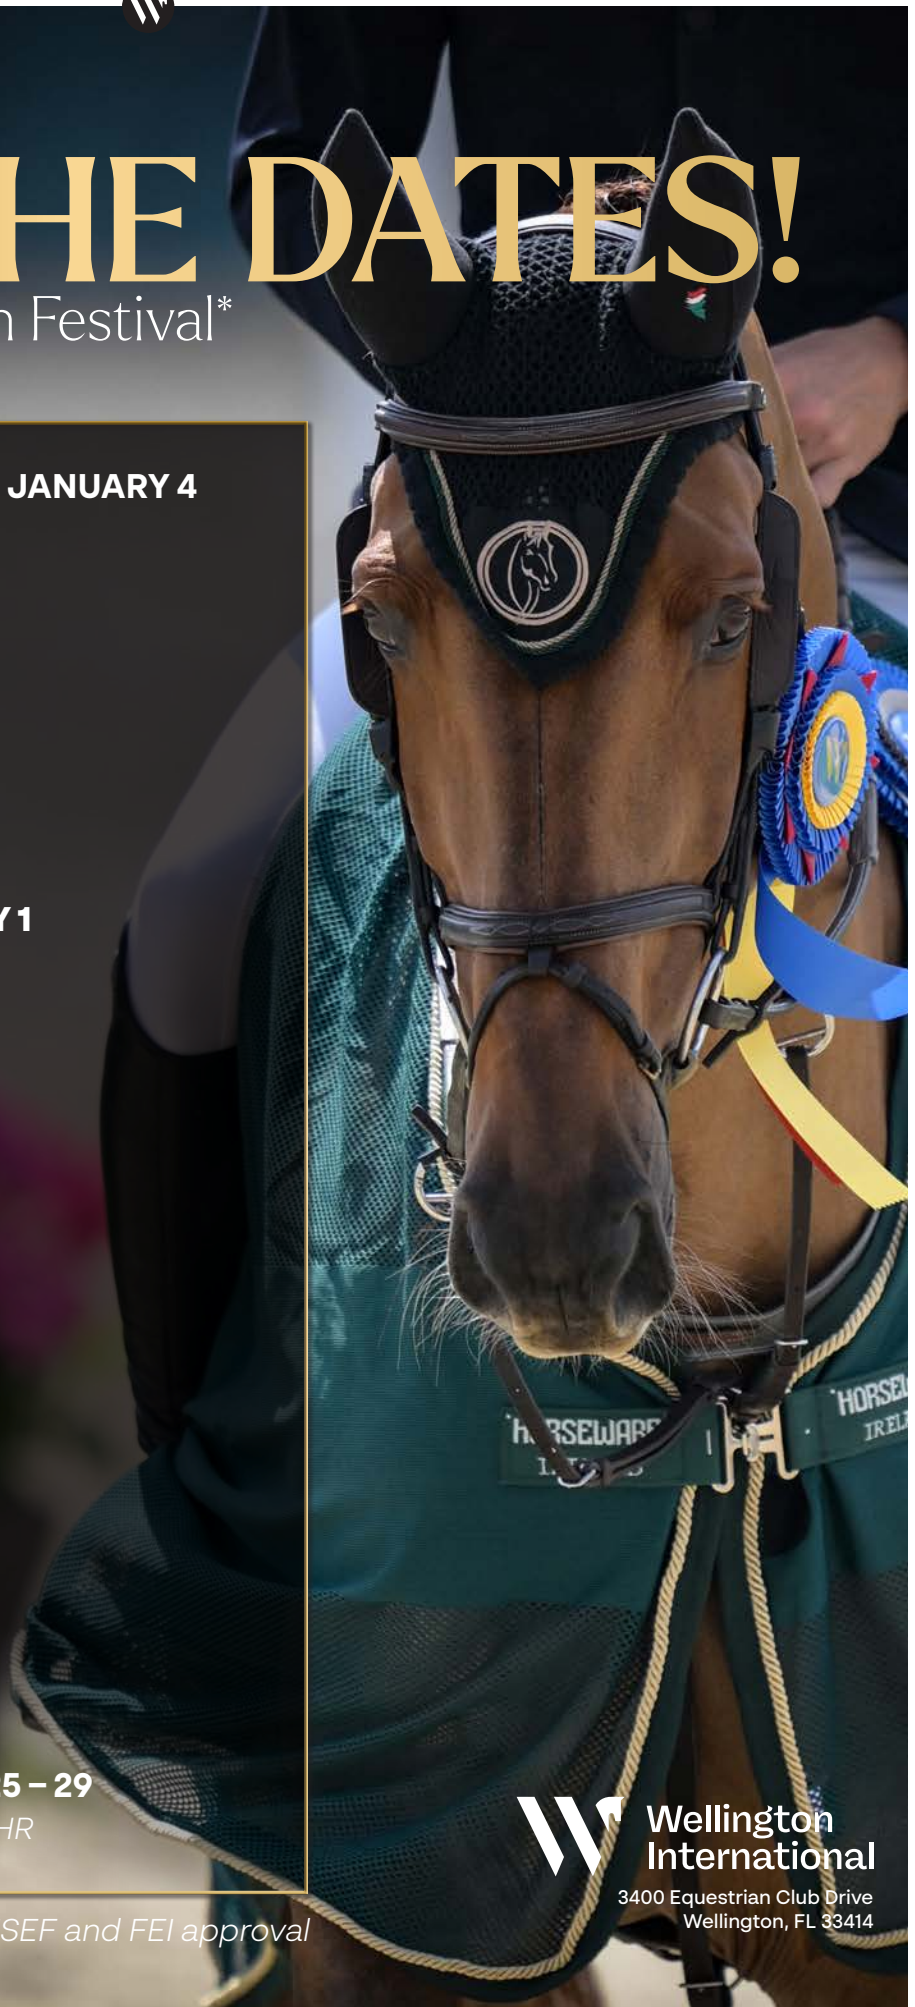 HE DATES!
n Festival*
JANUARY 4
Y 1
5 – 29
HR
SEF and FEI approval
HORSEWARE
HORSEW
IREL
Wellington
International
3400 Equestrian Club Drive
Wellington, FL 33414